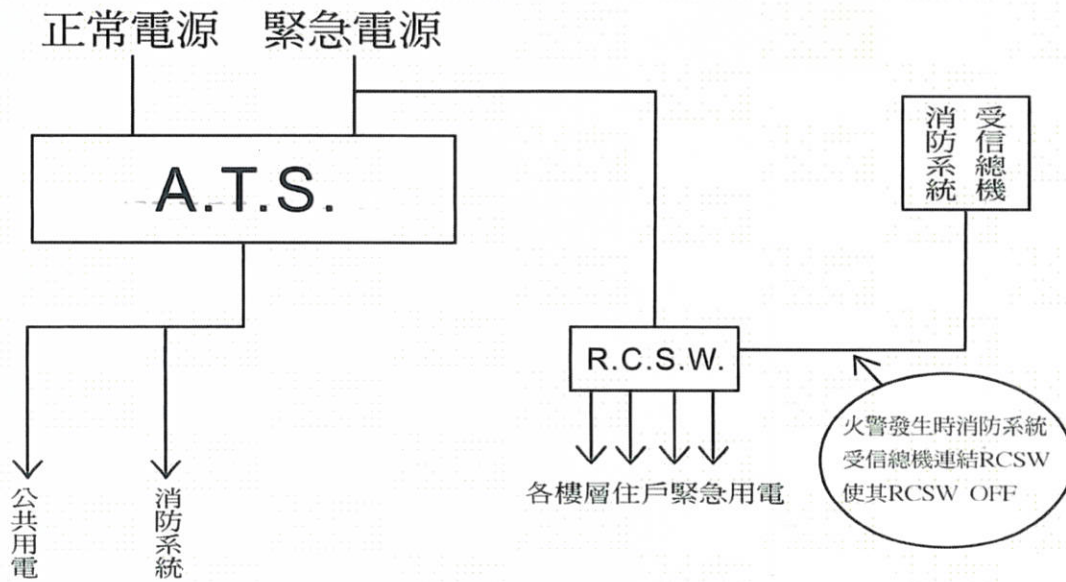 正常電源 緊急電源
A.T.S.
受信總機
消防系統
R.C.S.W.
火警發生時消防系統
受信總機連結RCSW
使其RCSW OFF
各樓層住戶緊急用電
公共用電
消防系統